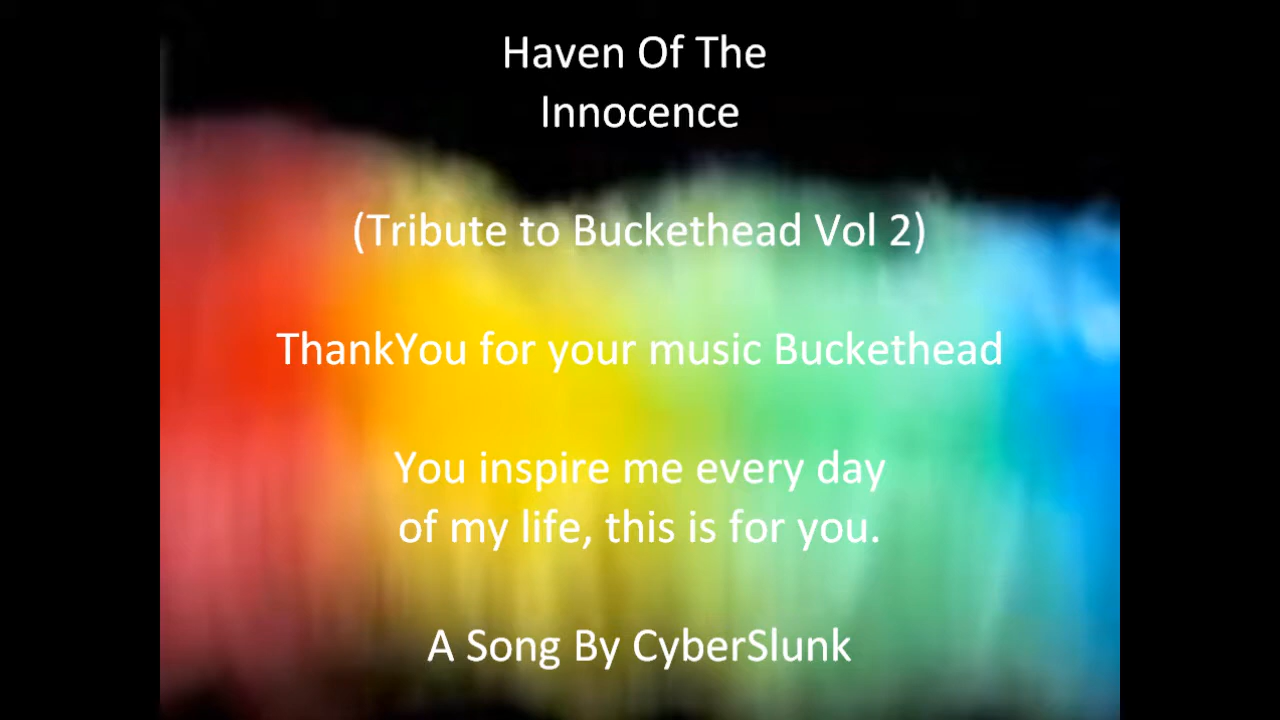 Haven Of The
Innocence
(Tribute to Buckethead Vol 2)
ThankYou for your music Buckethead
You inspire me every day
of my life, this is for you.
A Song By CyberSlunk